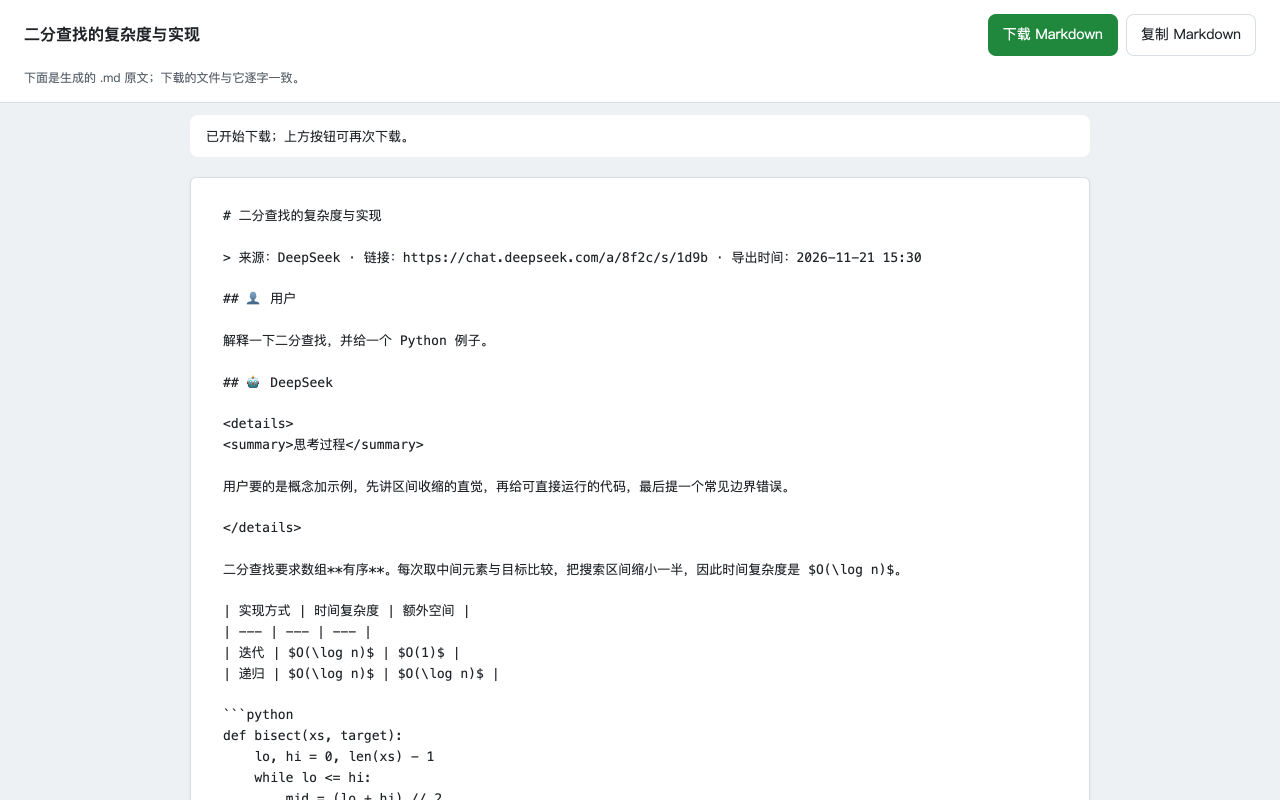 二分查找的复杂度与实现
下载 Markdown
复制 Markdown
下面是生成的 .md 原文；下载的文件与它逐字一致。
已开始下载；上方按钮可再次下载。
# 二分查找的复杂度与实现
> 来源：DeepSeek · 链接：https://chat.deepseek.com/a/8f2c/s/1d9b · 导出时间：2026-11-21 15:30
## 👤 用户
解释一下二分查找，并给一个 Python 例子。
## 🤖 DeepSeek
<details>
<summary>思考过程</summary>
用户要的是概念加示例，先讲区间收缩的直觉，再给可直接运行的代码，最后提一个常见边界错误。
</details>
二分查找要求数组**有序**。每次取中间元素与目标比较，把搜索区间缩小一半，因此时间复杂度是 $O(\log n)$。
| 实现方式 | 时间复杂度 | 额外空间 |
| --- | --- | --- |
| 迭代 | $O(\log n)$ | $O(1)$ |
| 递归 | $O(\log n)$ | $O(\log n)$ |
```python
def bisect(xs, target):
    lo, hi = 0, len(xs) - 1
    while lo <= hi:
        mid = (lo + hi) // 2